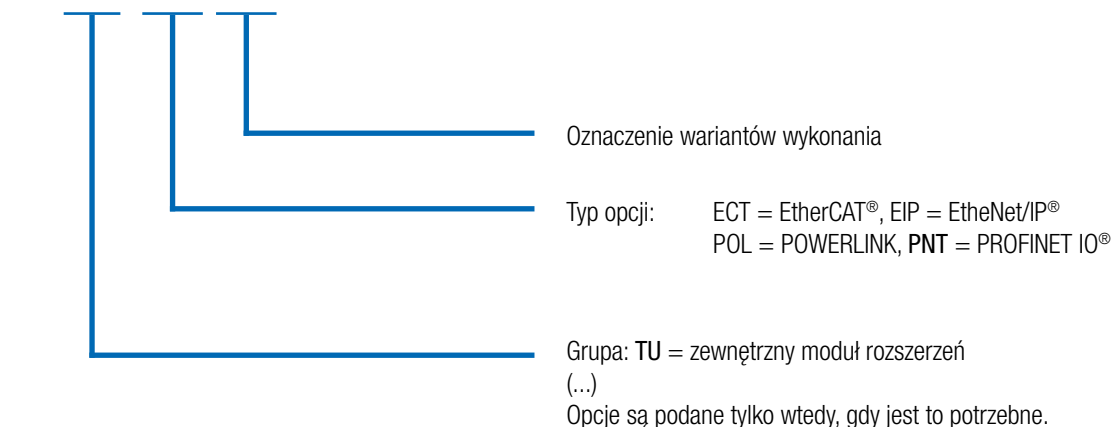 Oznaczenie wariantów wykonania
Typ opcji: ECT = EtherCAT®, EIP = EtheNet/IP®
POL = POWERLINK, PNT = PROFINET IO®
Grupa: TU = zewnętrzny moduł rozszerzeń
(...)
Opcje są podane tylko wtedy, gdy jest to potrzebne.